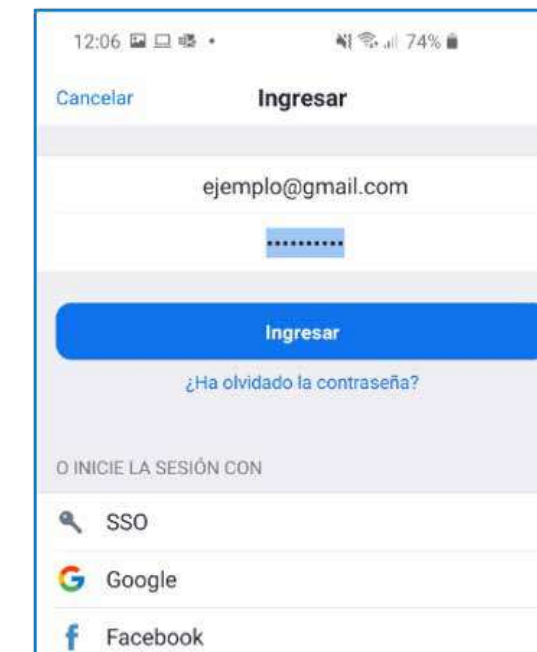 12:06 74%
Cancelar Ingresar
ejemplo@gmail.com
••••••••••
Ingresar
¿Ha olvidado la contraseña?
O INICIE LA SESIÓN CON
SSO
Google
Facebook